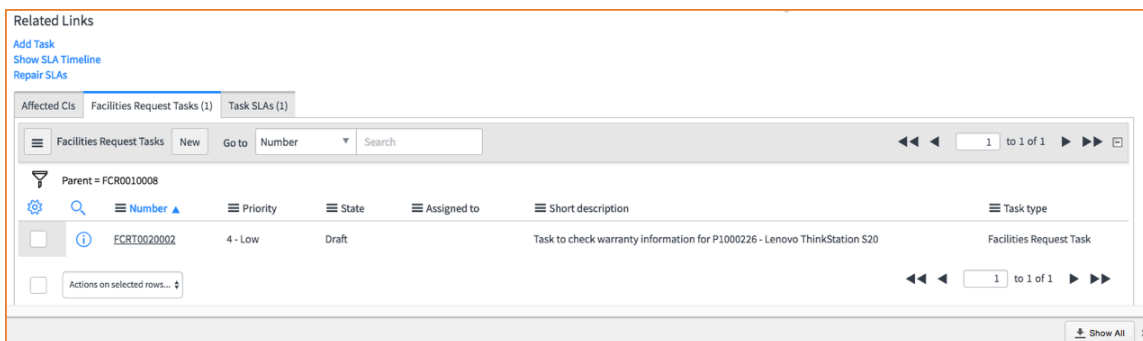 Related Links
Add Task
Show SLA Timeline
Repair SLAs
Affected CIs Facilities Request Tasks (1) Task SLAs (1)
Facilities Request Tasks New Go to Number Search 1 to 1 of 1
Parent = FCR0010008
Number Priority State Assigned to Short description Task type
FCRT0020002 4 - Low Draft Task to check warranty information for P1000226 - Lenovo ThinkStation S20 Facilities Request Task
Actions on selected rows... 1 to 1 of 1
Show All